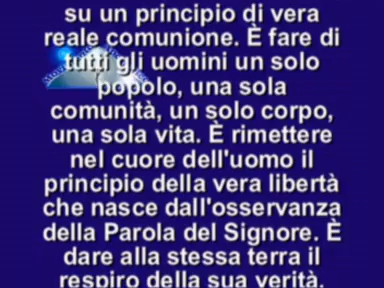 su un principio di vera
reale comunione. È fare di
tutti gli uomini un solo
popolo, una sola
comunità, un solo corpo,
una sola vita. È rimettere
nel cuore dell'uomo il
principio della vera libertà
che nasce dall'osservanza
della Parola del Signore. È
dare alla stessa terra il
respiro della sua verità.